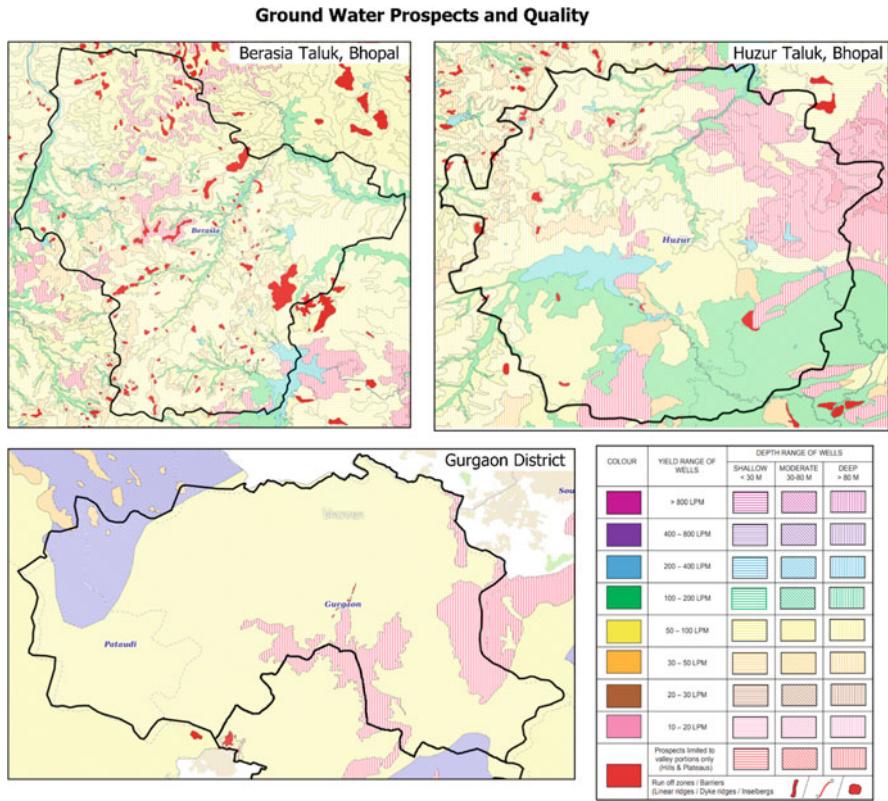 Ground Water Prospects and Quality
Berasia Taluk, Bhopal
Berasia
Huzur Taluk, Bhopal
Huzur
Gurgaon District
Sou
Gurgaon
Pataudi
COLOUR
YIELD RANGE OF
WELLS
DEPTH RANGE OF WELLS
SHALLOW
< 30 M
MODERATE
30-80 M
DEEP
> 80 M
> 800 LPM
400 – 800 LPM
200 – 400 LPM
100 – 200 LPM
50 – 100 LPM
30 – 50 LPM
20 – 30 LPM
10 – 20 LPM
Prospects limited to
valley portions only
(Hills & Plateaus)
Run off zones / Barriers
(Linear ridges / Dyke ridges / Inselbergs